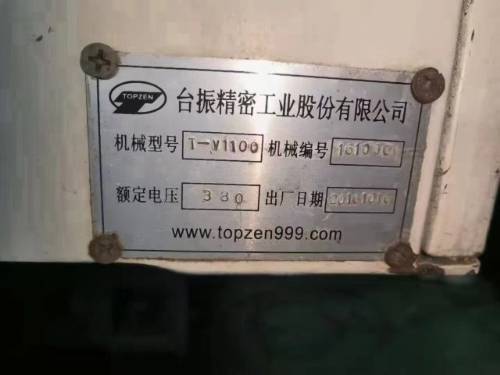 TOPZEN 台振精密工业股份有限公司
机械型号 T-V1100 机械编号
额定电压 380 出厂日期
www.topzen999.com